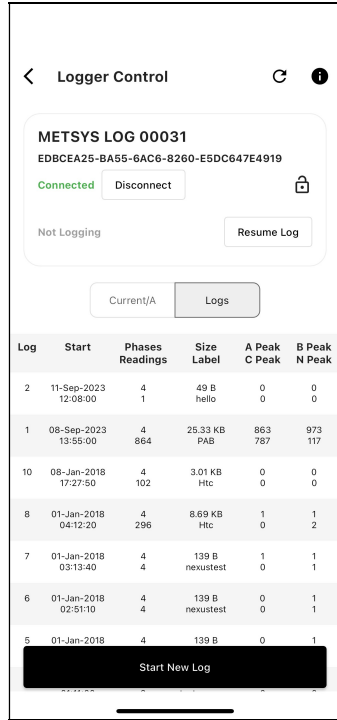 Logger Control
METSYS LOG 00031
EDBCEA25-BA55-6AC6-8260-E5DC647E4919
Connected Disconnect
Not Logging Resume Log
Current/A Logs
Log Start Phases Size A Peak B Peak
Readings Label C Peak N Peak
2 11-Sep-2023 4 49 B 0 0
12:08:00 1 hello 0 0
1 08-Sep-2023 4 25.33 KB 863 973
13:55:00 864 PAB 787 117
10 08-Jan-2018 4 3.01 KB 0 0
17:27:50 102 Htc 0 0
8 01-Jan-2018 4 8.69 KB 1 1
04:12:20 296 Htc 0 2
7 01-Jan-2018 4 139 B 1 1
03:13:40 4 nexustest 0 1
6 01-Jan-2018 4 139 B 0 1
02:51:10 4 nexustest 0 1
5 01-Jan-2018 4 139 B 0 1
Start New Log